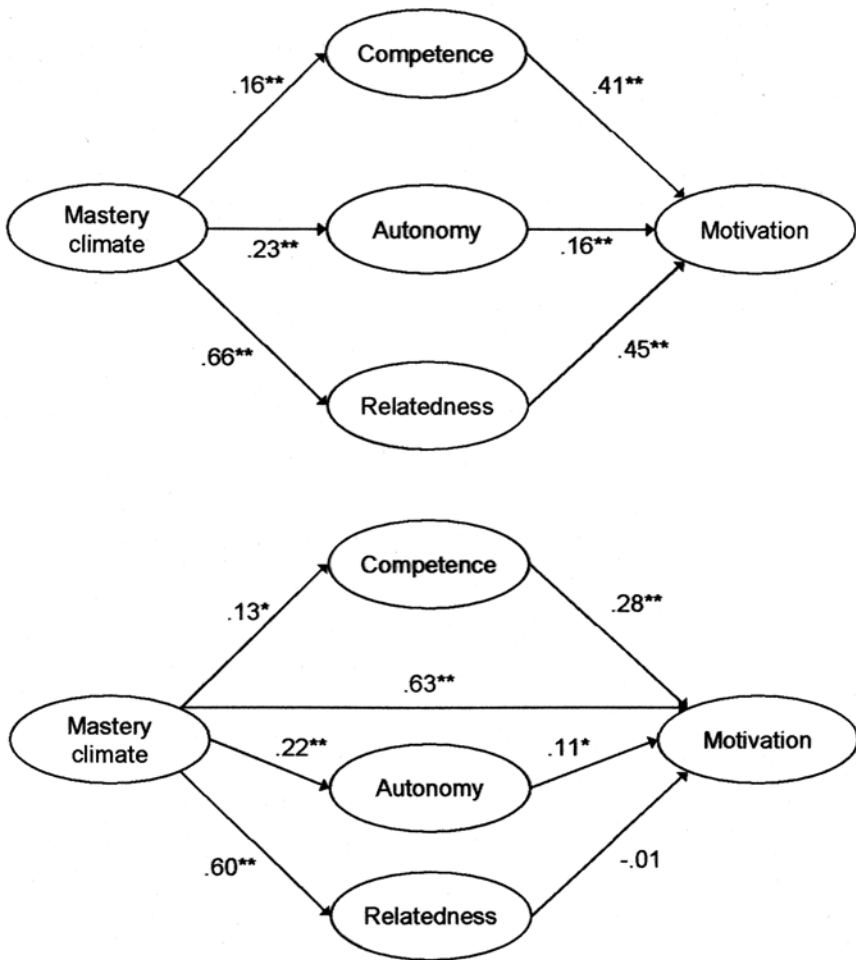 Competence
.16**
.41**
Mastery
climate
Autonomy
Motivation
.23**
.16**
.66**
.45**
Relatedness
Competence
.13*
.28**
.63**
Mastery
climate
.22**
.11*
Motivation
Autonomy
.60**
-.01
Relatedness